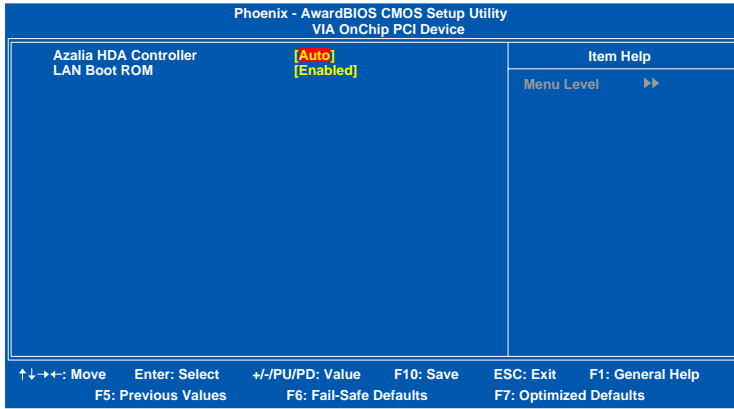 Phoenix - AwardBIOS CMOS Setup Utility
VIA OnChip PCI Device
Azalia HDA Controller [Auto]
LAN Boot ROM [Enabled]
Item Help
Menu Level ▶▶
↑↓→←: Move Enter: Select +/-/PU/PD: Value F10: Save ESC: Exit F1: General Help
F5: Previous Values F6: Fail-Safe Defaults F7: Optimized Defaults